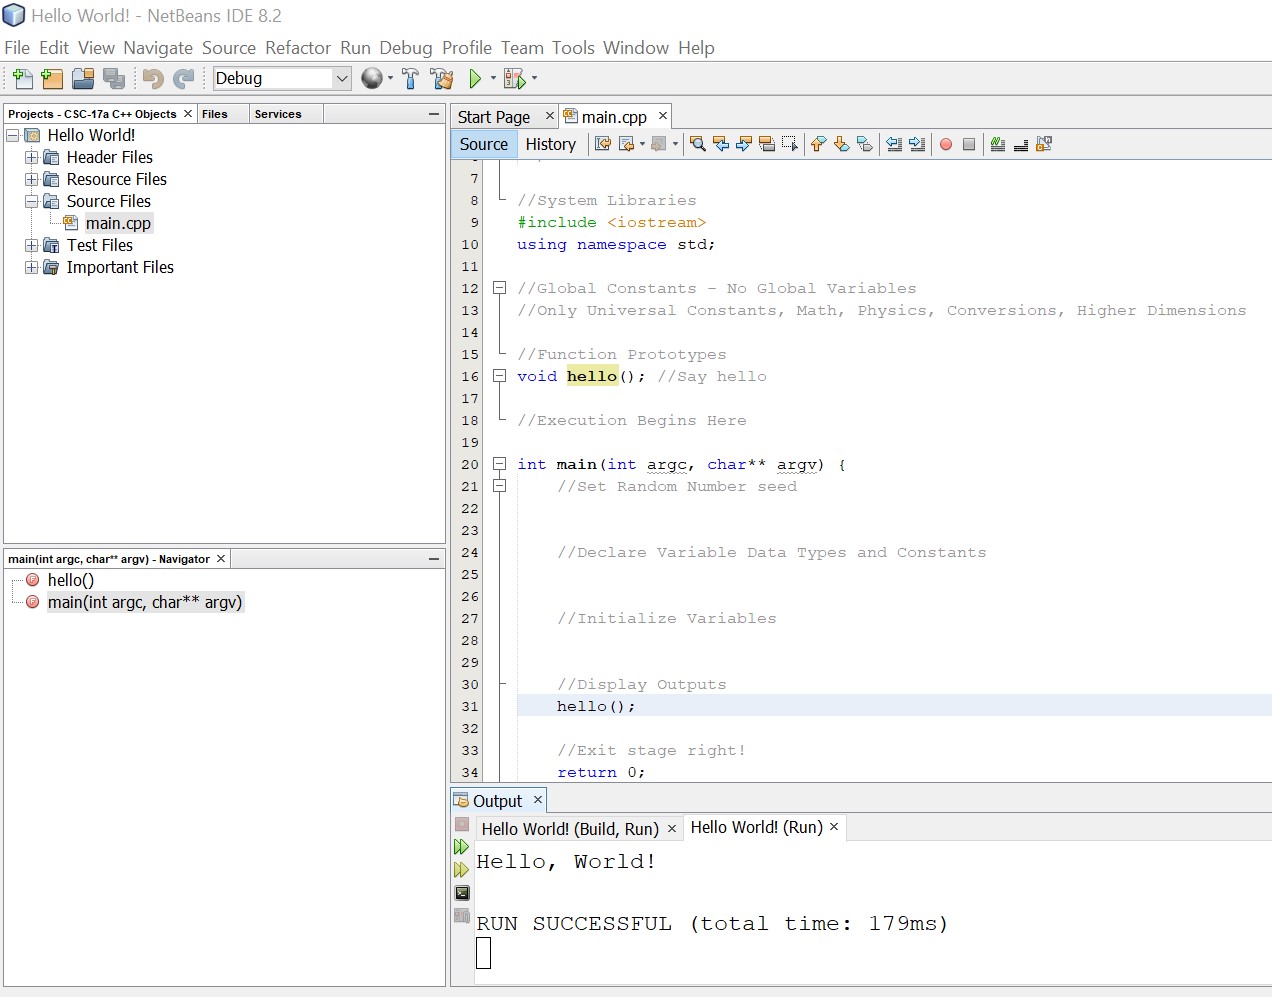 Hello World! - NetBeans IDE 8.2
File Edit View Navigate Source Refactor Run Debug Profile Team Tools Window Help
Debug
Projects - CSC-17a C++ Objects Files Services
Hello World!
Header Files
Resource Files
Source Files
main.cpp
Test Files
Important Files
main(int argc, char** argv) - Navigator
hello()
main(int argc, char** argv)
Start Page main.cpp
Source History
7
8 //System Libraries
9 #include <iostream>
10 using namespace std;
11
12 //Global Constants - No Global Variables
13 //Only Universal Constants, Math, Physics, Conversions, Higher Dimensions
14
15 //Function Prototypes
16 void hello(); //Say hello
17
18 //Execution Begins Here
19
20 int main(int argc, char** argv) {
21 //Set Random Number seed
22
23
24 //Declare Variable Data Types and Constants
25
26
27 //Initialize Variables
28
29
30 //Display Outputs
31 hello();
32
33 //Exit stage right!
34 return 0;
Output
Hello World! (Build, Run) Hello World! (Run)
Hello, World!
RUN SUCCESSFUL (total time: 179ms)